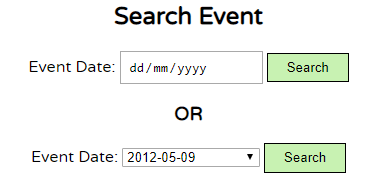 Search Event
Event Date: dd/mm/yyyy Search
OR
Event Date: 2012-05-09 Search